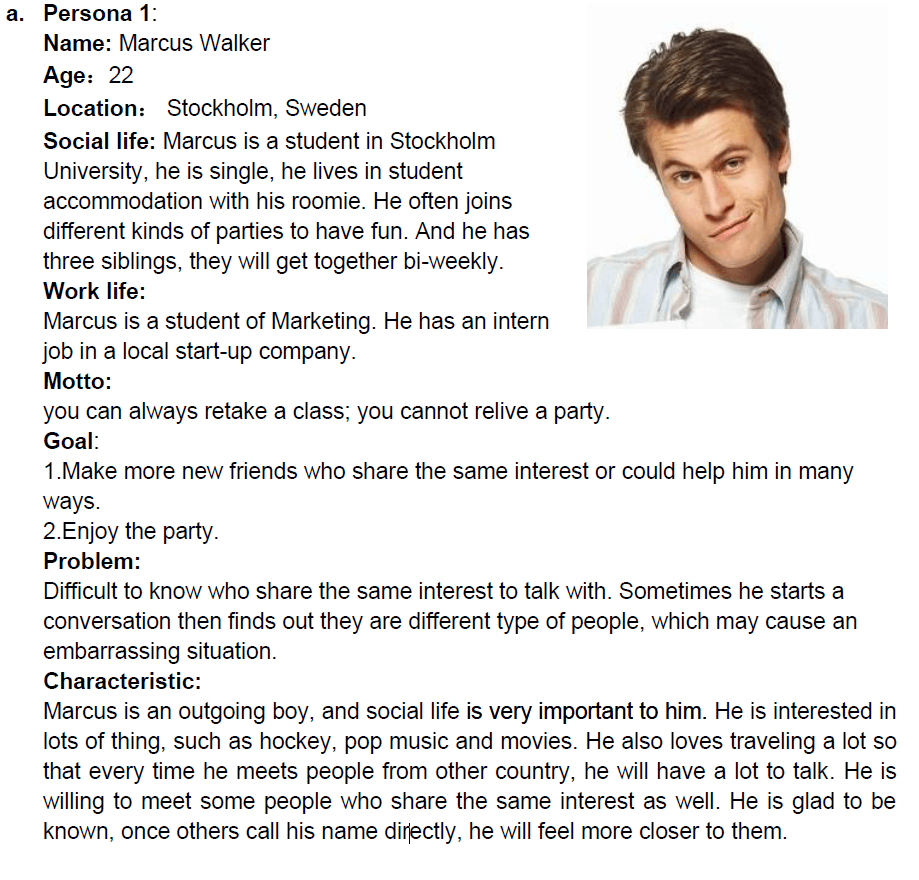 a. Persona 1:
Name: Marcus Walker
Age：22
Location： Stockholm, Sweden
Social life: Marcus is a student in Stockholm
University, he is single, he lives in student
accommodation with his roomie. He often joins
different kinds of parties to have fun. And he has
three siblings, they will get together bi-weekly.
Work life:
Marcus is a student of Marketing. He has an intern
job in a local start-up company.
Motto:
you can always retake a class; you cannot relive a party.
Goal:
1.Make more new friends who share the same interest or could help him in many
ways.
2.Enjoy the party.
Problem:
Difficult to know who share the same interest to talk with. Sometimes he starts a
conversation then finds out they are different type of people, which may cause an
embarrassing situation.
Characteristic:
Marcus is an outgoing boy, and social life is very important to him. He is interested in
lots of thing, such as hockey, pop music and movies. He also loves traveling a lot so
that every time he meets people from other country, he will have a lot to talk. He is
willing to meet some people who share the same interest as well. He is glad to be
known, once others call his name directly, he will feel more closer to them.